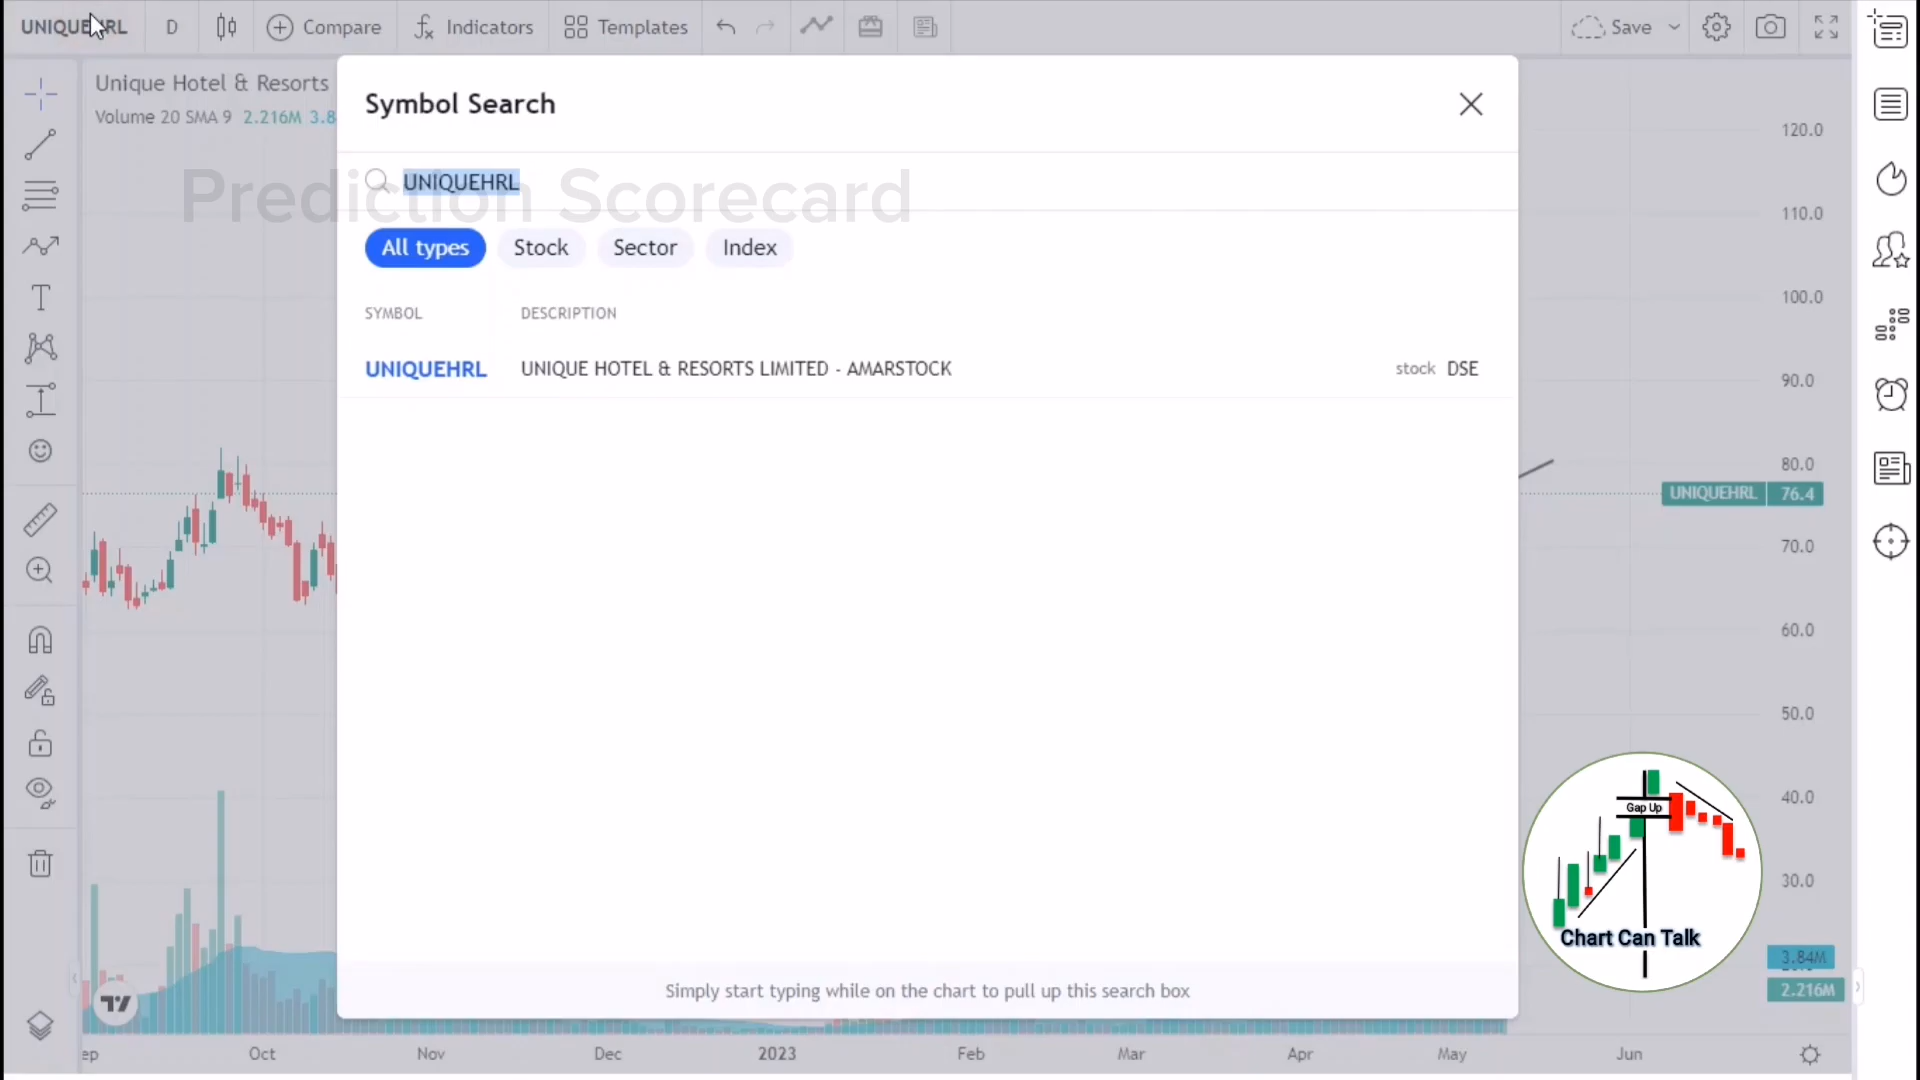 UNIQUEHRL D Compare Indicators Templates Save
Unique Hotel & Resorts
Volume 20 SMA 9 2.216M 3.8
Symbol Search
UNIQUEHRL
Prediction Scorecard
All types Stock Sector Index
SYMBOL DESCRIPTION
UNIQUEHRL UNIQUE HOTEL & RESORTS LIMITED - AMARSTOCK stock DSE
Simply start typing while on the chart to pull up this search box
120.0
110.0
100.0
90.0
80.0
UNIQUEHRL 76.4
70.0
60.0
50.0
40.0
30.0
3.84M
2.216M
Gap Up
Chart Can Talk
ep Oct Nov Dec 2023 Feb Mar Apr May Jun